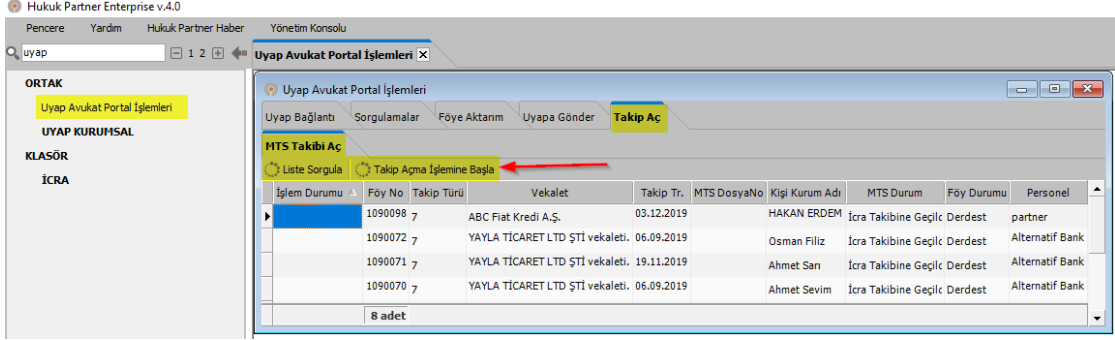 Hukuk Partner Enterprise v.4.0
Pencere Yardım Hukuk Partner Haber Yönetim Konsolu
uyap 1 2 Uyap Avukat Portal İşlemleri
ORTAK
Uyap Avukat Portal İşlemleri
UYAP KURUMSAL
KLASÖR
İCRA
Uyap Avukat Portal İşlemleri
Uyap Bağlantı Sorgulamalar Föye Aktarım Uyapa Gönder Takip Aç
MTS Takibi Aç
Liste Sorgula Takip Açma İşlemine Başla
İşlem Durumu Föy No Takip Türü Vekalet Takip Tr. MTS DosyaNo Kişi Kurum Adı MTS Durum Föy Durumu Personel
1090098 7 ABC Fiat Kredi A.Ş. 03.12.2019 HAKAN ERDEM İcra Takibine Geçilc Derdest partner
1090072 7 YAYLA TİCARET LTD ŞTİ vekaleti. 06.09.2019 Osman Filiz İcra Takibine Geçilc Derdest Alternatif Bank
1090071 7 YAYLA TİCARET LTD ŞTİ vekaleti. 19.11.2019 Ahmet Sarı İcra Takibine Geçilc Derdest Alternatif Bank
1090070 7 YAYLA TİCARET LTD ŞTİ vekaleti. 06.09.2019 Ahmet Sevim İcra Takibine Geçilc Derdest Alternatif Bank
8 adet